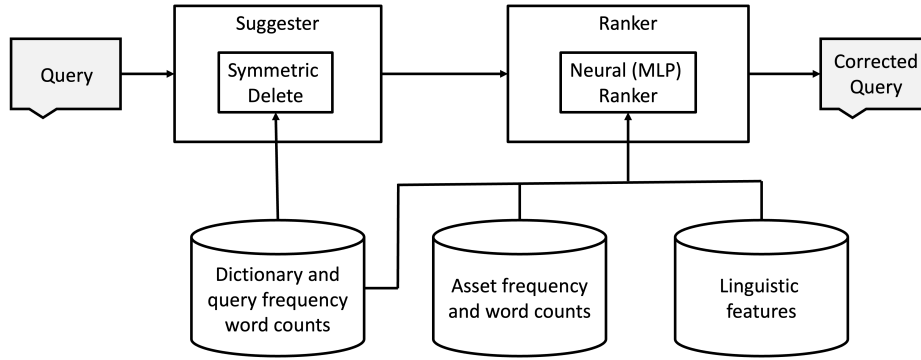 Suggester
Ranker
Query
Symmetric
Delete
Neural (MLP)
Ranker
Corrected
Query
Dictionary and
query frequency
word counts
Asset frequency
and word counts
Linguistic
features